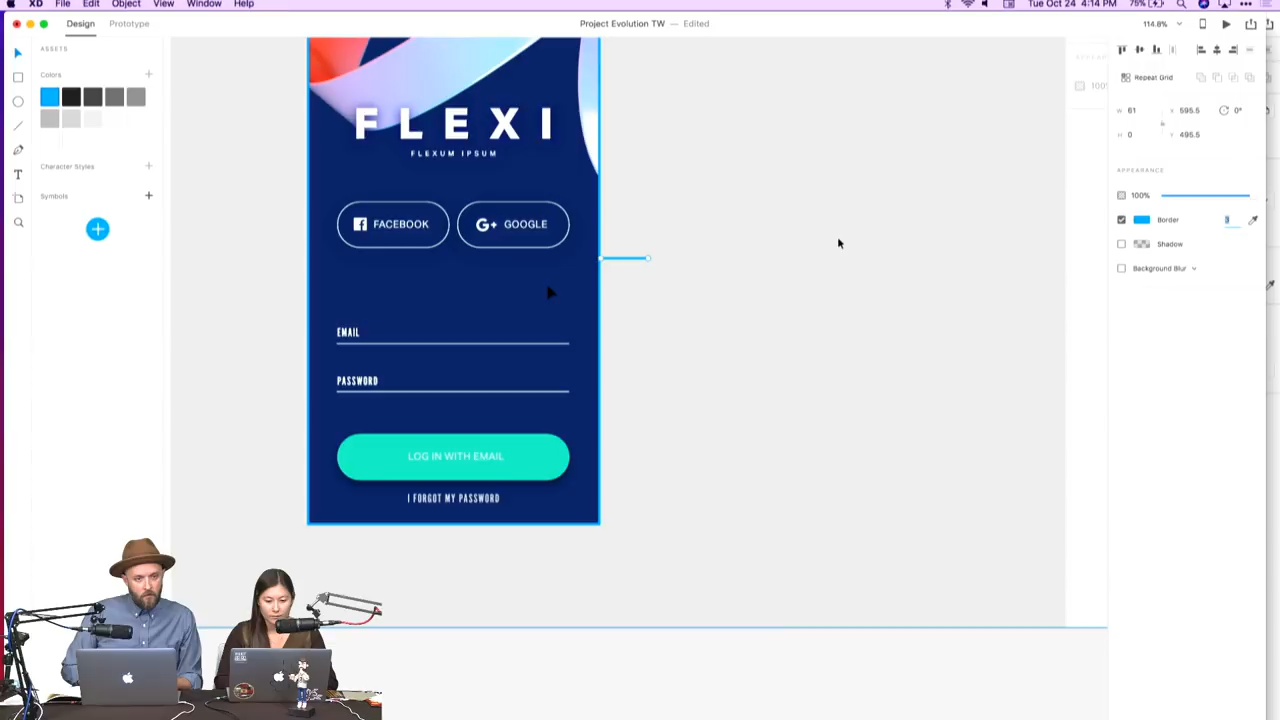 XD File Edit Object View Window Help
75% Tue Oct 24 4:14 PM
Design Prototype
Project Evolution TW — Edited
114.8%
ASSETS
Colors
Character Styles
Symbols
FLEXI
FLEXUM IPSUM
FACEBOOK
GOOGLE
EMAIL
PASSWORD
LOG IN WITH EMAIL
I FORGOT MY PASSWORD
Repeat Grid
W 61 X 595.5 0°
H 0 Y 495.5
APPEARANCE
100%
Border 3
Shadow
Background Blur